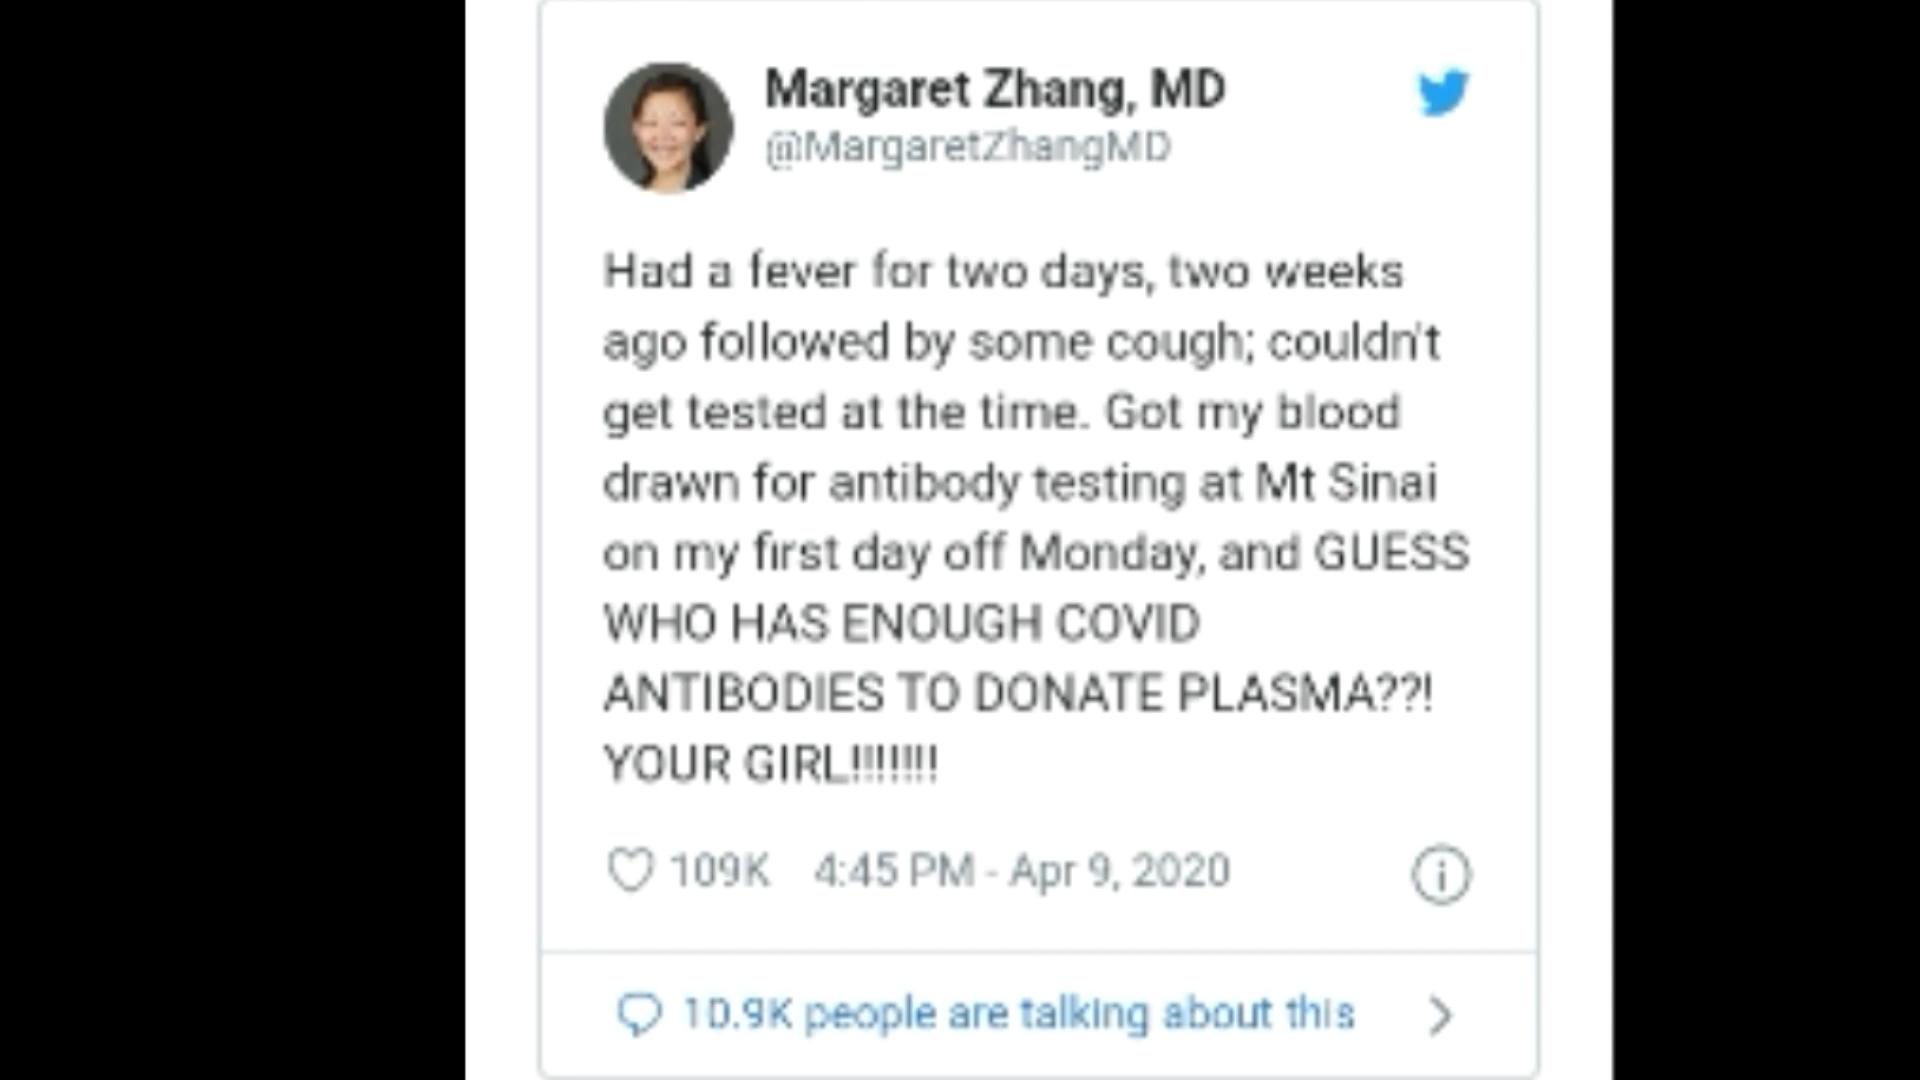 Margaret Zhang, MD
@MargaretZhangMD
Had a fever for two days, two weeks
ago followed by some cough; couldn't
get tested at the time. Got my blood
drawn for antibody testing at Mt Sinai
on my first day off Monday, and GUESS
WHO HAS ENOUGH COVID
ANTIBODIES TO DONATE PLASMA??!
YOUR GIRL!!!!!!!
109K 4:45 PM - Apr 9, 2020
10.9K people are talking about this